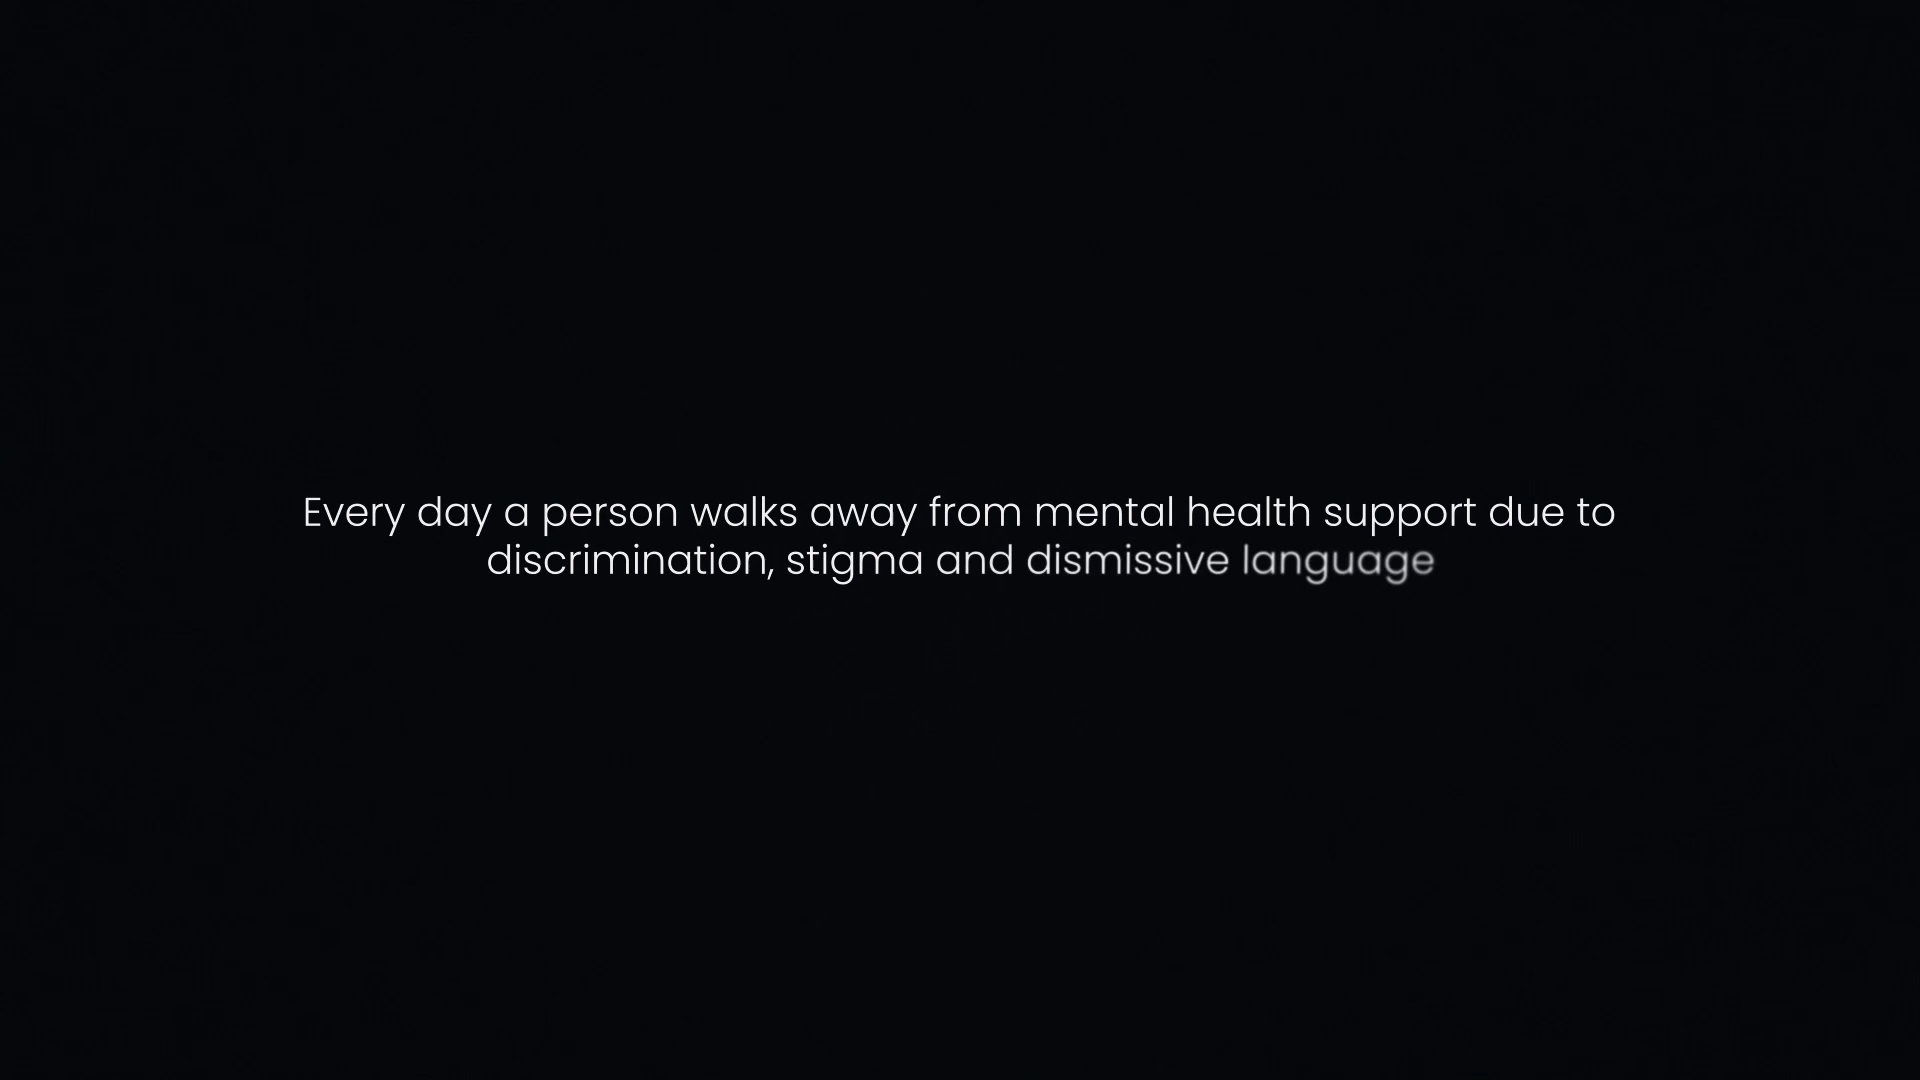 Every day a person walks away from mental health support due to
discrimination, stigma and dismissive language